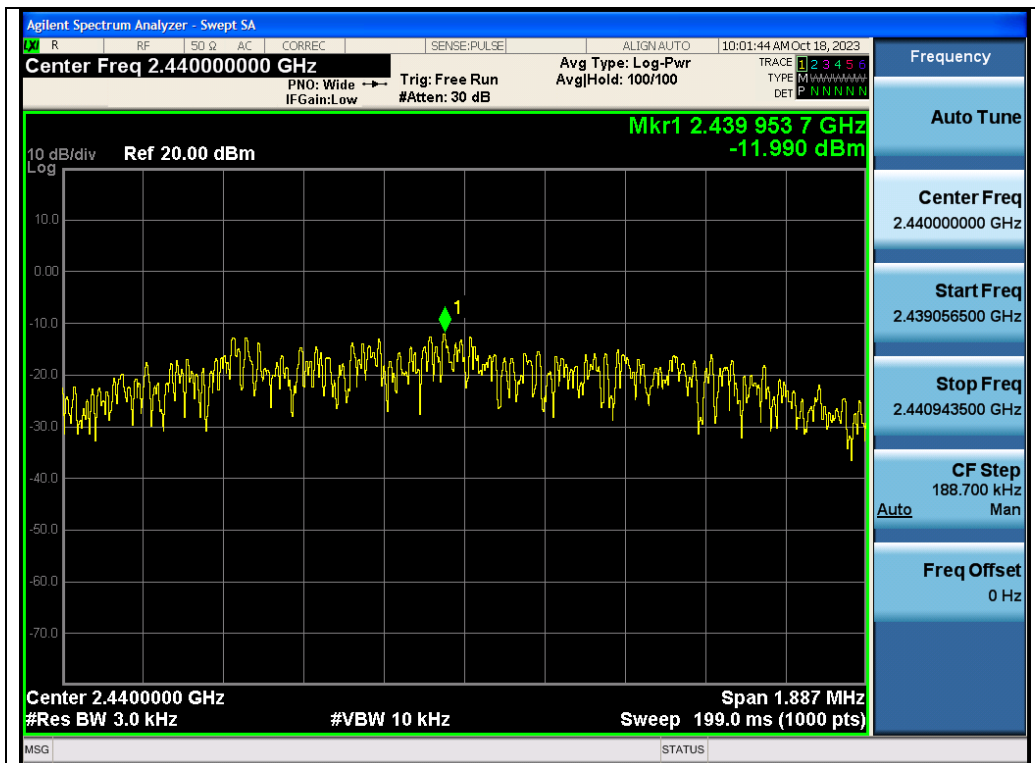 Agilent Spectrum Analyzer - Swept SA
LXI R RF 50 Ω AC CORREC SENSE:PULSE ALIGN AUTO 10:01:44 AM Oct 18, 2023
Center Freq 2.440000000 GHz
PNO: Wide
IFGain:Low
Trig: Free Run
#Atten: 30 dB
Avg Type: Log-Pwr
Avg|Hold: 100/100
TRACE 1 2 3 4 5 6
TYPE M WWWWW
DET P N N N N N
Mkr1 2.439 953 7 GHz
-11.990 dBm
10 dB/div Ref 20.00 dBm
Log
10.0
0.00
1
-10.0
-20.0
-30.0
-40.0
-50.0
-60.0
-70.0
Center 2.4400000 GHz Span 1.887 MHz
#Res BW 3.0 kHz #VBW 10 kHz Sweep 199.0 ms (1000 pts)
MSG STATUS
Frequency
Auto Tune
Center Freq
2.440000000 GHz
Start Freq
2.439056500 GHz
Stop Freq
2.440943500 GHz
CF Step
188.700 kHz
Auto Man
Freq Offset
0 Hz